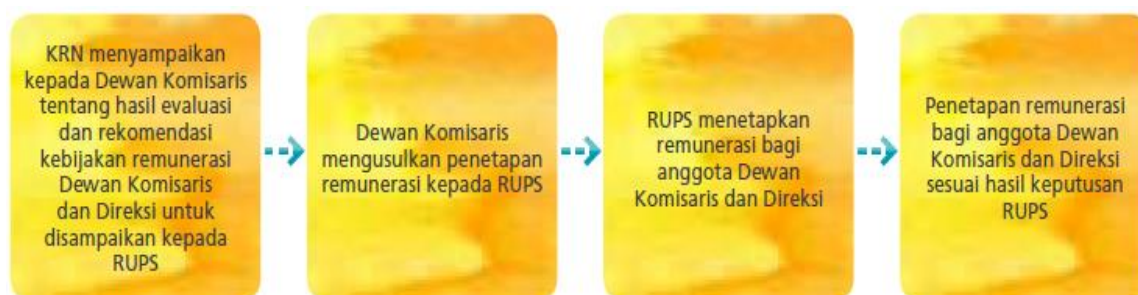 KRN menyampaikan
kepada Dewan Komisaris
tentang hasil evaluasi
dan rekomendasi
kebijakan remunerasi
Dewan Komisaris
dan Direksi untuk
disampaikan kepada
RUPS
Dewan Komisaris
mengusulkan penetapan
remunerasi kepada RUPS
RUPS menetapkan
remunerasi bagi
anggota Dewan
Komisaris dan Direksi
Penetapan remunerasi
bagi anggota Dewan
Komisaris dan Direksi
sesuai hasil keputusan
RUPS